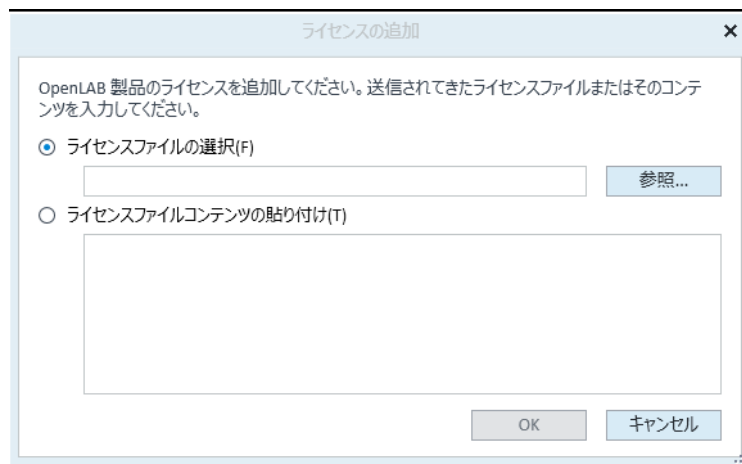 ライセンスの追加
OpenLAB 製品のライセンスを追加してください。送信されてきたライセンスファイルまたはそのコンテ
ンツを入力してください。
ライセンスファイルの選択(F)
参照...
ライセンスファイルコンテンツの貼り付け(T)
OK
キャンセル